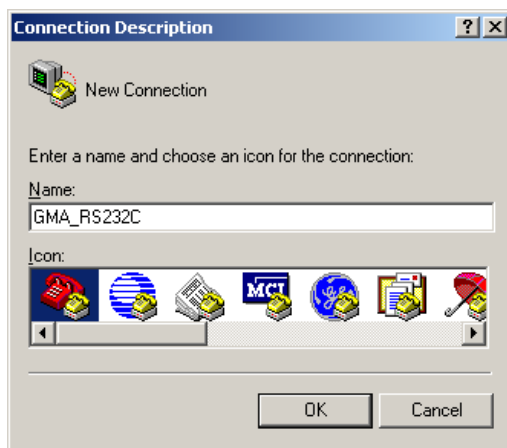 Connection Description
New Connection
Enter a name and choose an icon for the connection:
Name:
GMA_RS232C
Icon:
MCI
OK Cancel